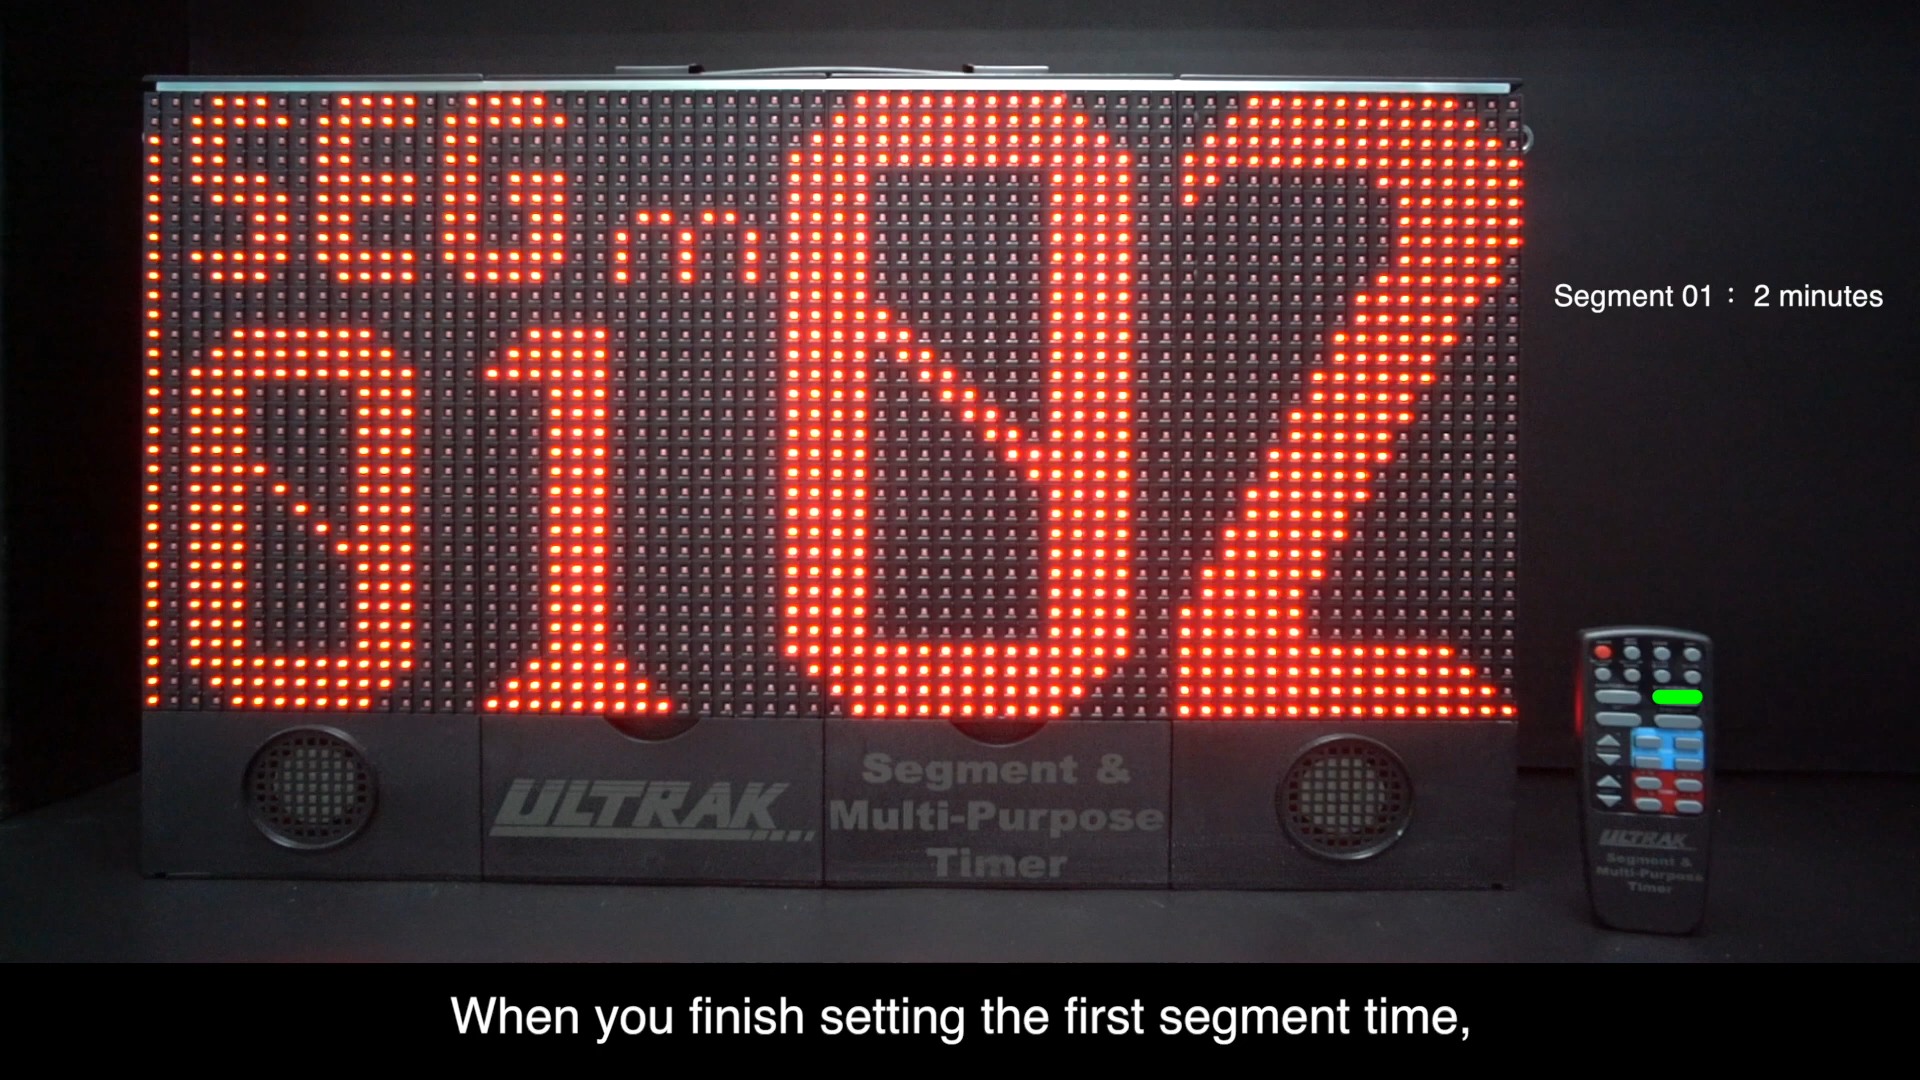 SEG
m
01
02
Segment 01 : 2 minutes
ULTRAK
Segment &
Multi-Purpose
Timer
ULTRAK
Segment &
Multi-Purpose
Timer
When you finish setting the first segment time,